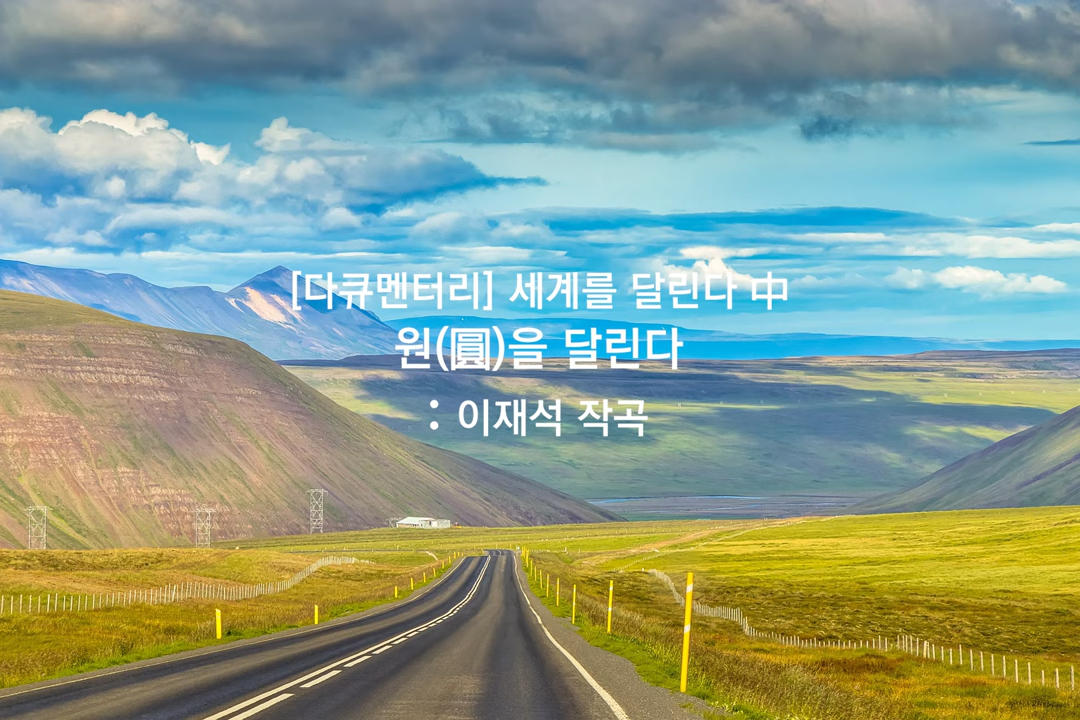 [다큐멘터리] 세계를 달린다 中
원(圓)을 달린다
: 이재석 작곡